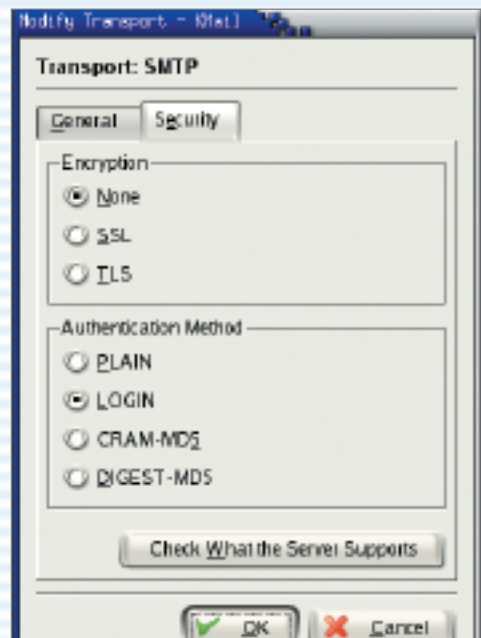 Modify Transport - KMail
Transport: SMTP
General Security
Encryption
None
SSL
TLS
Authentication Method
PLAIN
LOGIN
CRAM-MD5
DIGEST-MD5
Check What the Server Supports
OK Cancel